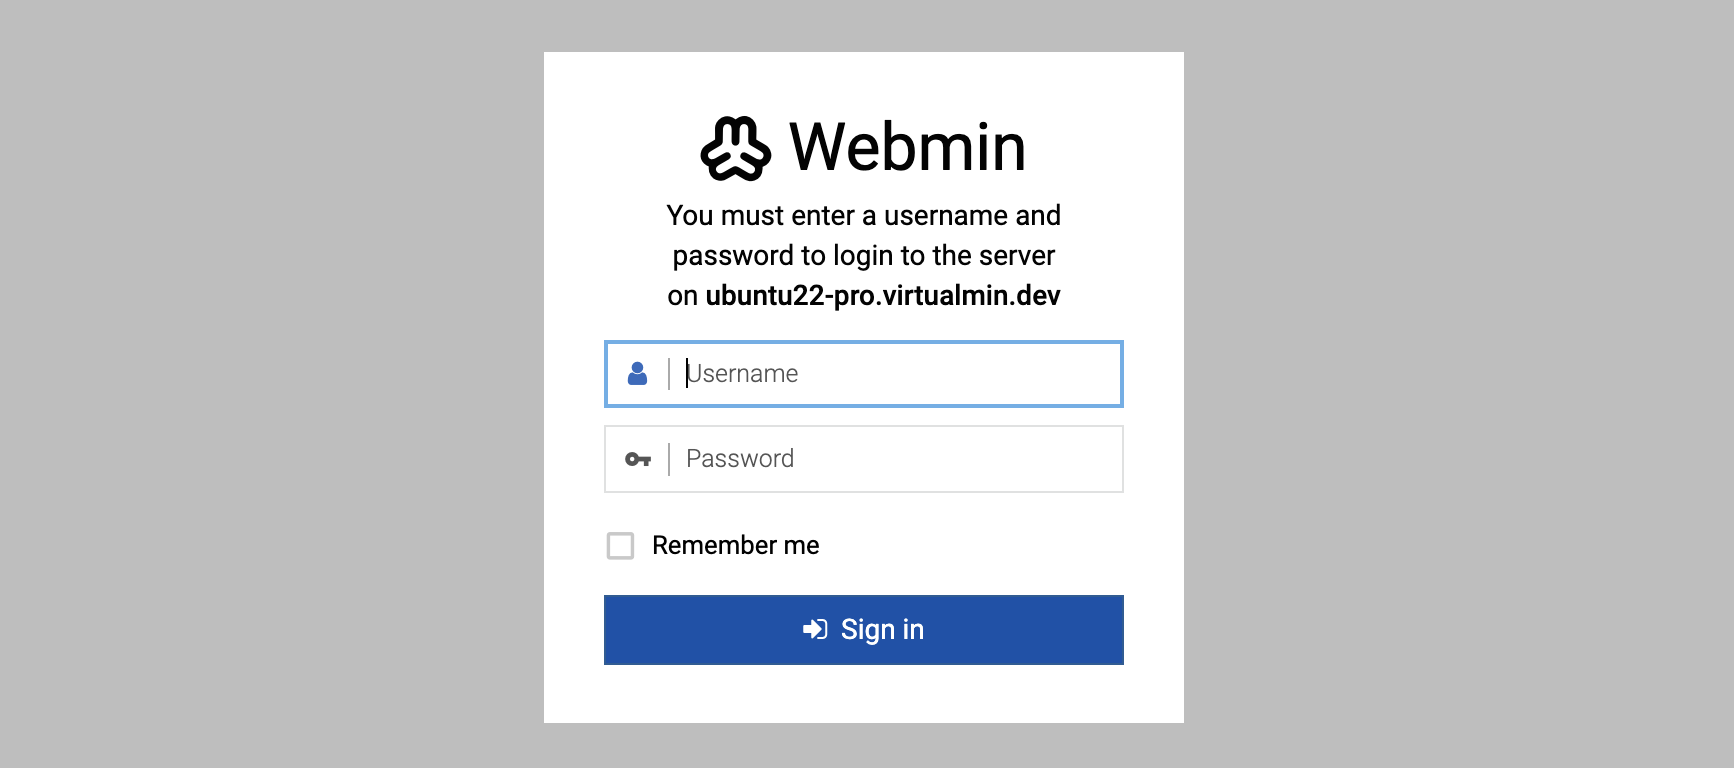 Webmin
You must enter a username and
password to login to the server
on ubuntu22-pro.virtualmin.dev
Username
Password
Remember me
Sign in